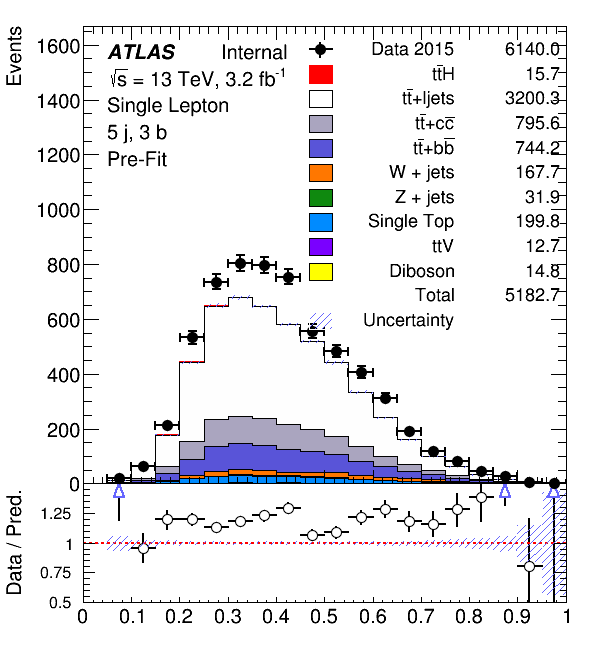 Events
1600
1400
1200
1000
800
600
400
200
0
ATLAS Internal
√s = 13 TeV, 3.2 fb⁻¹
Single Lepton
5 j, 3 b
Pre-Fit
Data 2015 6140.0
tt̄H 15.7
tt̄+ljets 3200.3
tt̄+cc̄ 795.6
tt̄+bb̄ 744.2
W + jets 167.7
Z + jets 31.9
Single Top 199.8
ttV 12.7
Diboson 14.8
Total 5182.7
Uncertainty
Data / Pred.
1.25
1
0.75
0.5
0 0.1 0.2 0.3 0.4 0.5 0.6 0.7 0.8 0.9 1